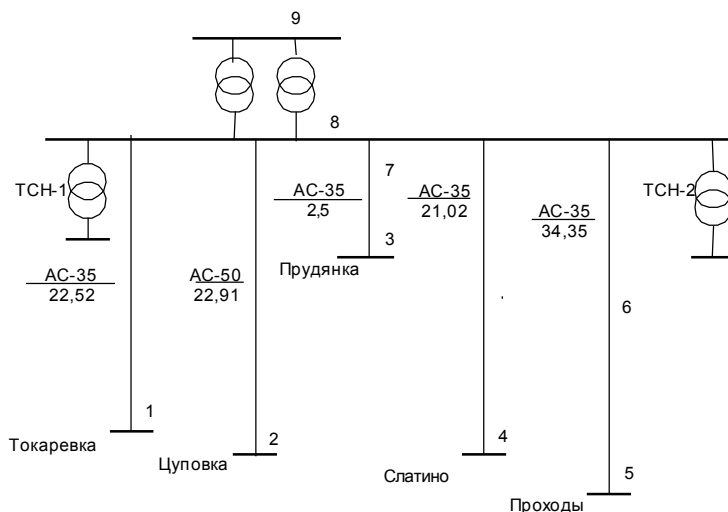 9
8
7
ТСН-1
АС-35
2,5
АС-35
21,02
АС-35
34,35
ТСН-2
3
Прудянка
АС-35
22,52
АС-50
22,91
6
1
Токаревка
2
Цуповка
4
Слатино
5
Проходы